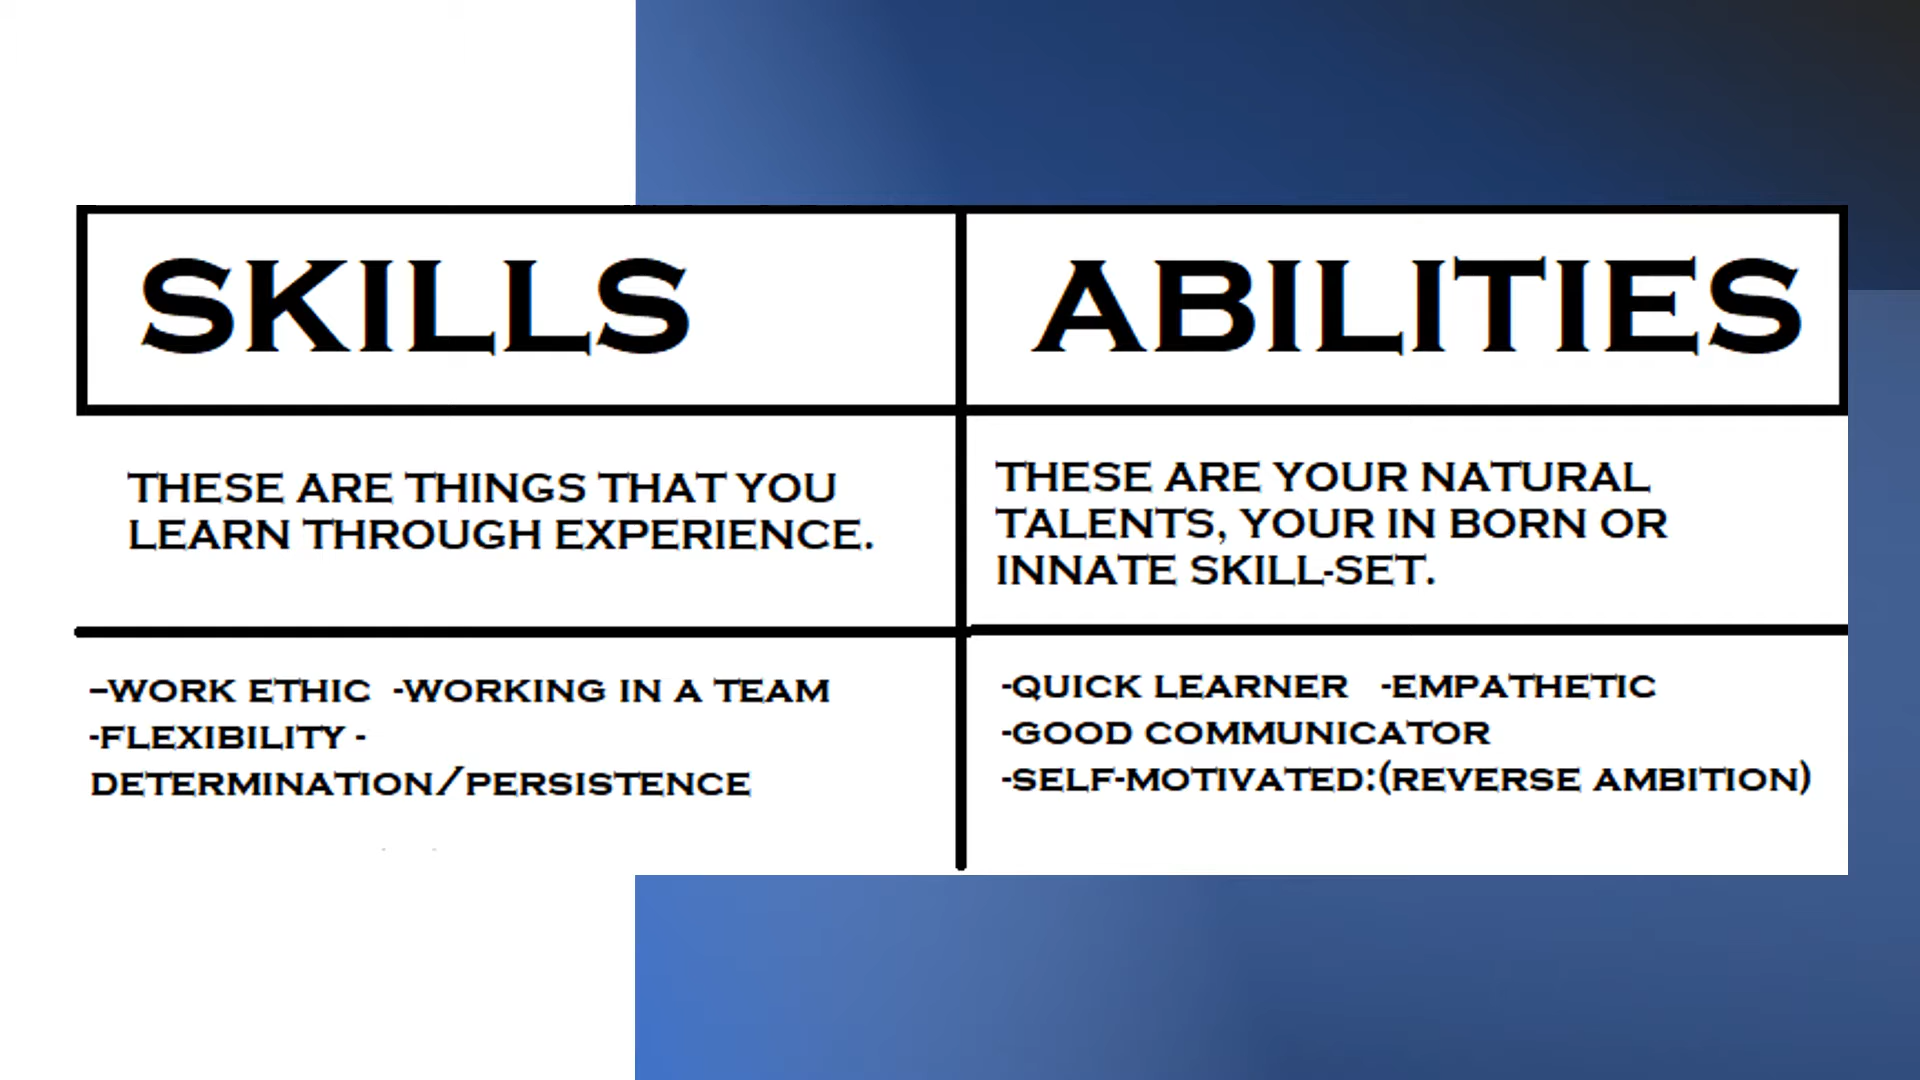 SKILLS
ABILITIES
THESE ARE THINGS THAT YOU
LEARN THROUGH EXPERIENCE.
THESE ARE YOUR NATURAL
TALENTS, YOUR IN BORN OR
INNATE SKILL-SET.
–WORK ETHIC -WORKING IN A TEAM
-FLEXIBILITY -
DETERMINATION/PERSISTENCE
-QUICK LEARNER -EMPATHETIC
-GOOD COMMUNICATOR
-SELF-MOTIVATED:(REVERSE AMBITION)